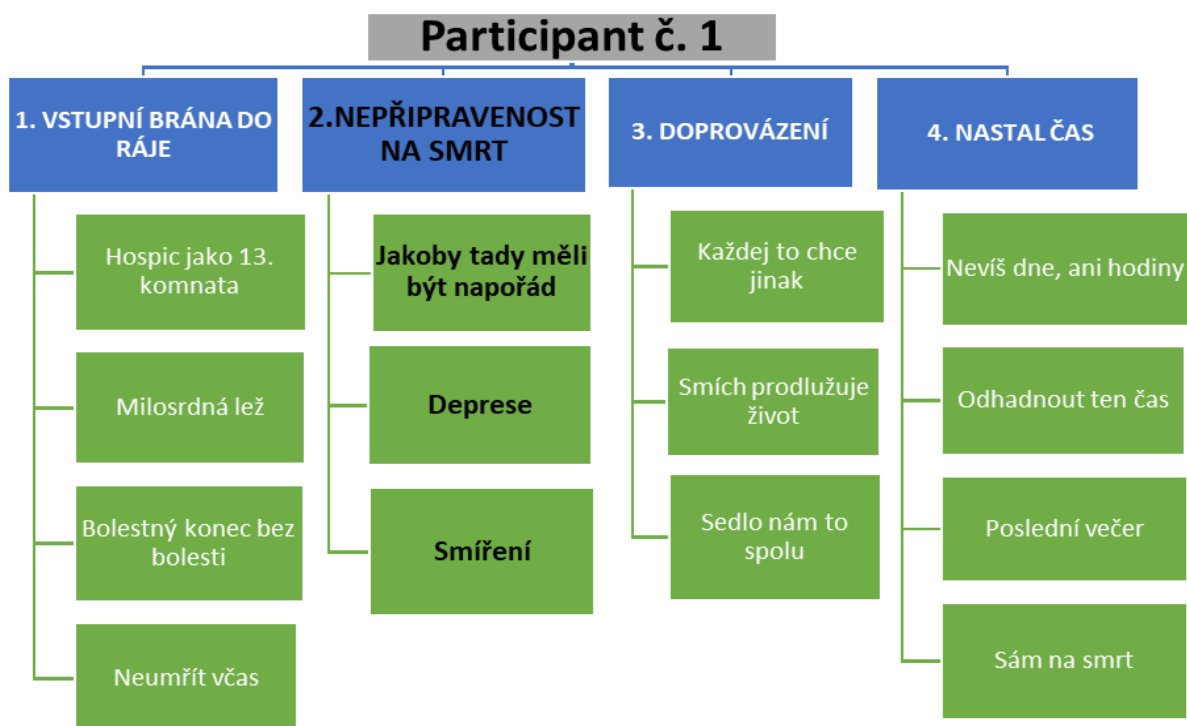 Participant č. 1
1. VSTUPNÍ BRÁNA DO
RÁJE
Hospic jako 13.
komnata
Milosrdná lež
Bolestný konec bez
bolesti
Neumřít včas
2.NEPŘIPRAVENOST
NA SMRT
Jakoby tady měli
být napořád
Deprese
Smíření
3. DOPROVÁZENÍ
Každej to chce
jinak
Smích prodlužuje
život
Sedlo nám to
spolu
4. NASTAL ČAS
Nevíš dne, ani hodiny
Odhadnout ten čas
Poslední večer
Sám na smrt